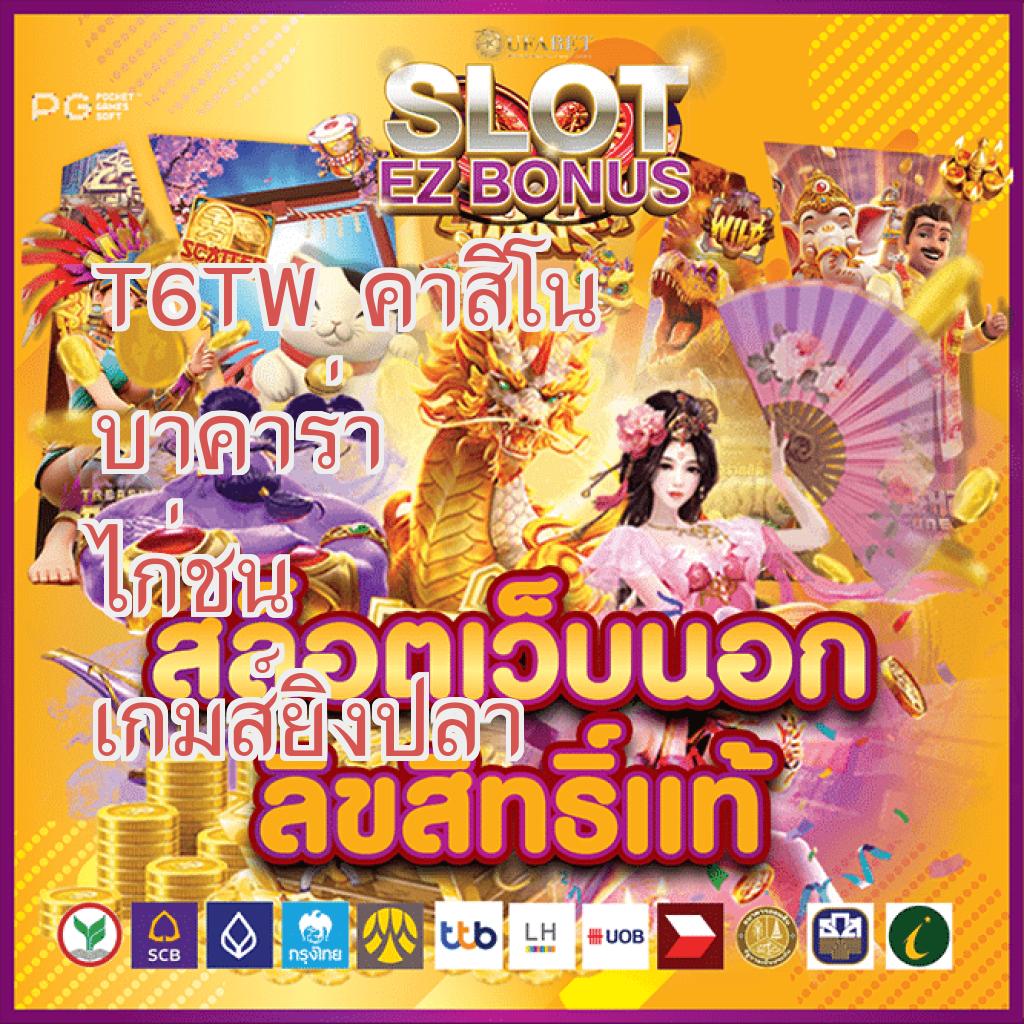 UFABET
SLOT
EZ BONUS
PG POCKET
GAMES
SOFT
SCATTER
WILD
T6TW คาสิโน
บาคาร่า
ไก่ชน
เกมส์ยิงปลา
สล็อตเว็บนอก
ลิขสิทธิ์แท้
SCB
กรุงไทย
ttb
LH
UOB